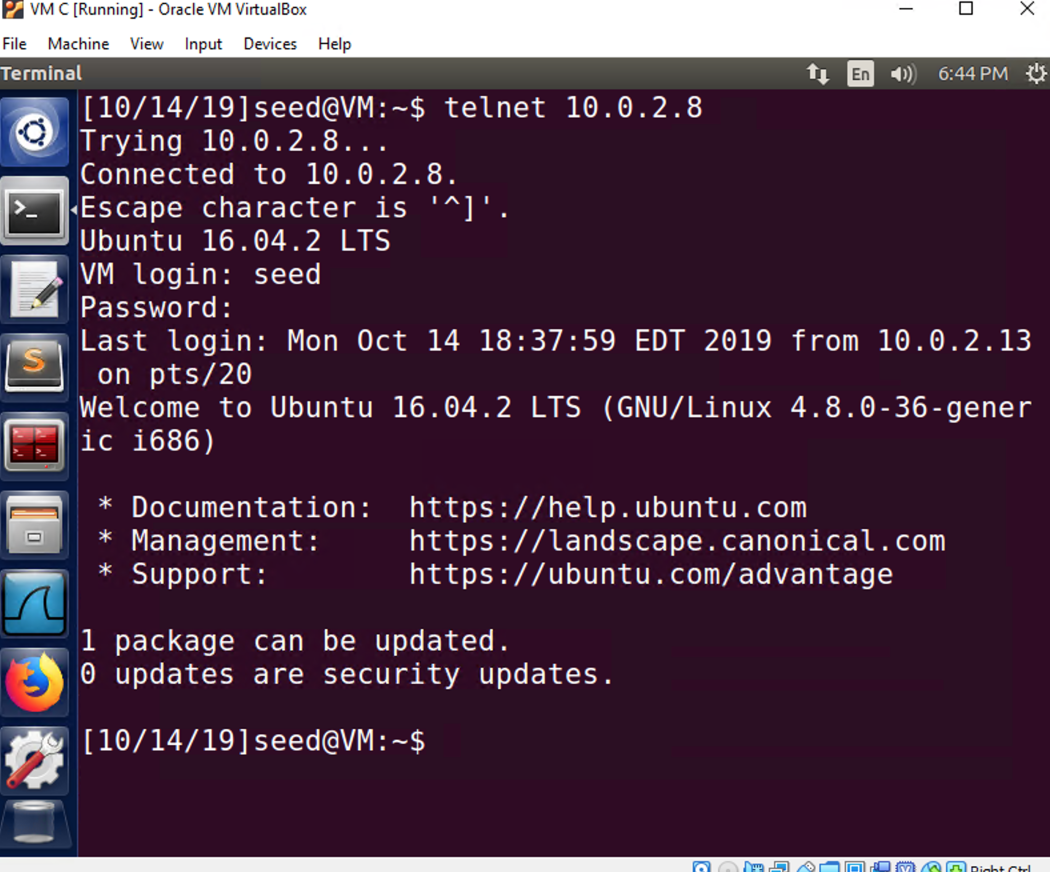 VM C [Running] - Oracle VM VirtualBox
File Machine View Input Devices Help
Terminal En 6:44 PM
[10/14/19]seed@VM:~$ telnet 10.0.2.8
Trying 10.0.2.8...
Connected to 10.0.2.8.
Escape character is '^]'.
Ubuntu 16.04.2 LTS
VM login: seed
Password:
Last login: Mon Oct 14 18:37:59 EDT 2019 from 10.0.2.13
on pts/20
Welcome to Ubuntu 16.04.2 LTS (GNU/Linux 4.8.0-36-gener
ic i686)
* Documentation: https://help.ubuntu.com
* Management: https://landscape.canonical.com
* Support: https://ubuntu.com/advantage
1 package can be updated.
0 updates are security updates.
[10/14/19]seed@VM:~$
Right Ctrl